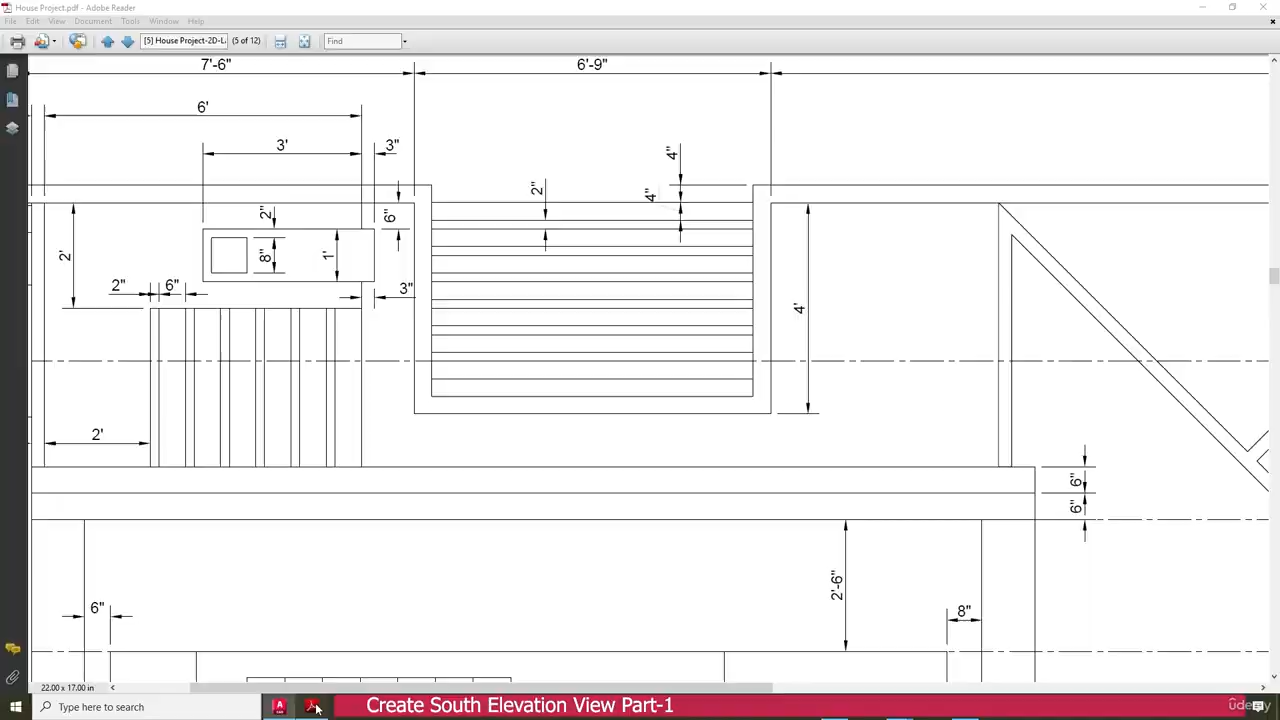 House Project.pdf - Adobe Reader
File Edit View Document Tools Window Help
[5] House Project-2D-L (5 of 12) Find
7'-6" 6'-9"
6'
3' 3" 4"
2" 4"
2" 6"
2' 8" 1'
2" 6" 3"
4'
2'
6"
6"
2'-6"
6" 8"
22.00 x 17.00 in
Type here to search
Create South Elevation View Part-1
udemy